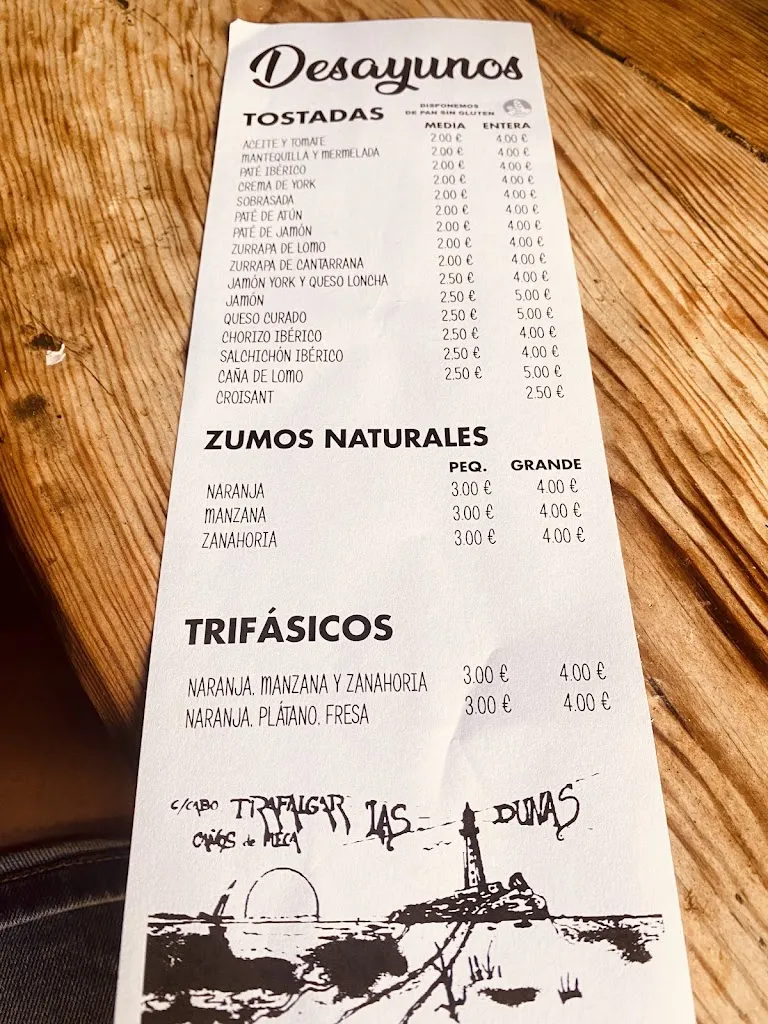 Desayunos
TOSTADAS
DISPONEMOS
DE PAN SIN GLUTEN
MEDIA ENTERA
ACEITE Y TOMATE 2.00 € 4.00 €
MANTEQUILLA Y MERMELADA 2.00 € 4.00 €
PATÉ IBÉRICO 2.00 € 4.00 €
CREMA DE YORK 2.00 € 4.00 €
SOBRASADA 2.00 € 4.00 €
PATÉ DE ATÚN 2.00 € 4.00 €
PATÉ DE JAMÓN 2.00 € 4.00 €
ZURRAPA DE LOMO 2.00 € 4.00 €
ZURRAPA DE CANTARRANA 2.00 € 4.00 €
JAMÓN YORK Y QUESO LONCHA 2.50 € 4.00 €
JAMÓN 2.50 € 5.00 €
QUESO CURADO 2.50 € 5.00 €
CHORIZO IBÉRICO 2.50 € 4.00 €
SALCHICHÓN IBÉRICO 2.50 € 4.00 €
CAÑA DE LOMO 2.50 € 5.00 €
CROISANT 2.50 €
ZUMOS NATURALES
PEQ. GRANDE
NARANJA 3.00 € 4.00 €
MANZANA 3.00 € 4.00 €
ZANAHORIA 3.00 € 4.00 €
TRIFÁSICOS
NARANJA, MANZANA Y ZANAHORIA 3.00 € 4.00 €
NARANJA, PLÁTANO, FRESA 3.00 € 4.00 €
C/CABO TRAFALGAR LAS DUNAS
CAÑOS de MECA